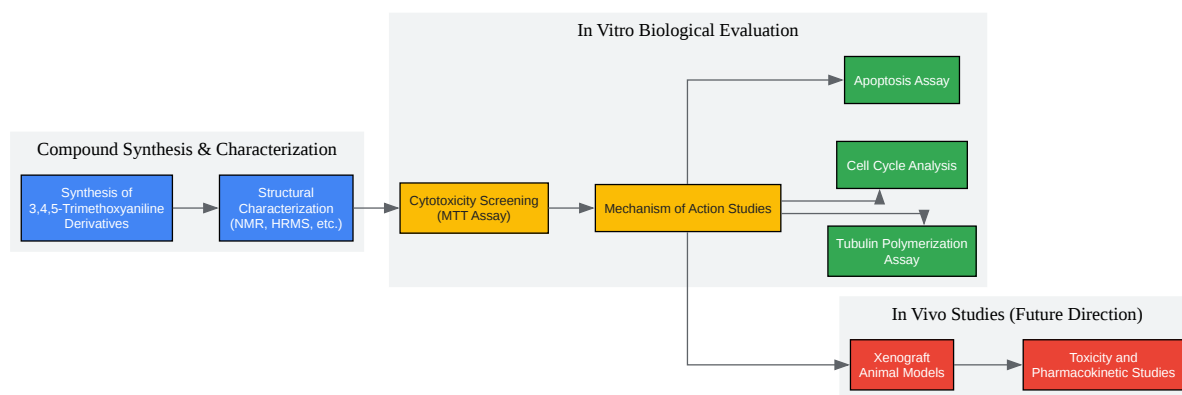 In Vitro Biological Evaluation
Apoptosis Assay
Compound Synthesis & Characterization
Synthesis of
3,4,5-Trimethoxyaniline
Derivatives
Structural
Characterization
(NMR, HRMS, etc.)
Cytotoxicity Screening
(MTT Assay)
Mechanism of Action Studies
Cell Cycle Analysis
Tubulin Polymerization
Assay
In Vivo Studies (Future Direction)
Xenograft
Animal Models
Toxicity and
Pharmacokinetic Studies